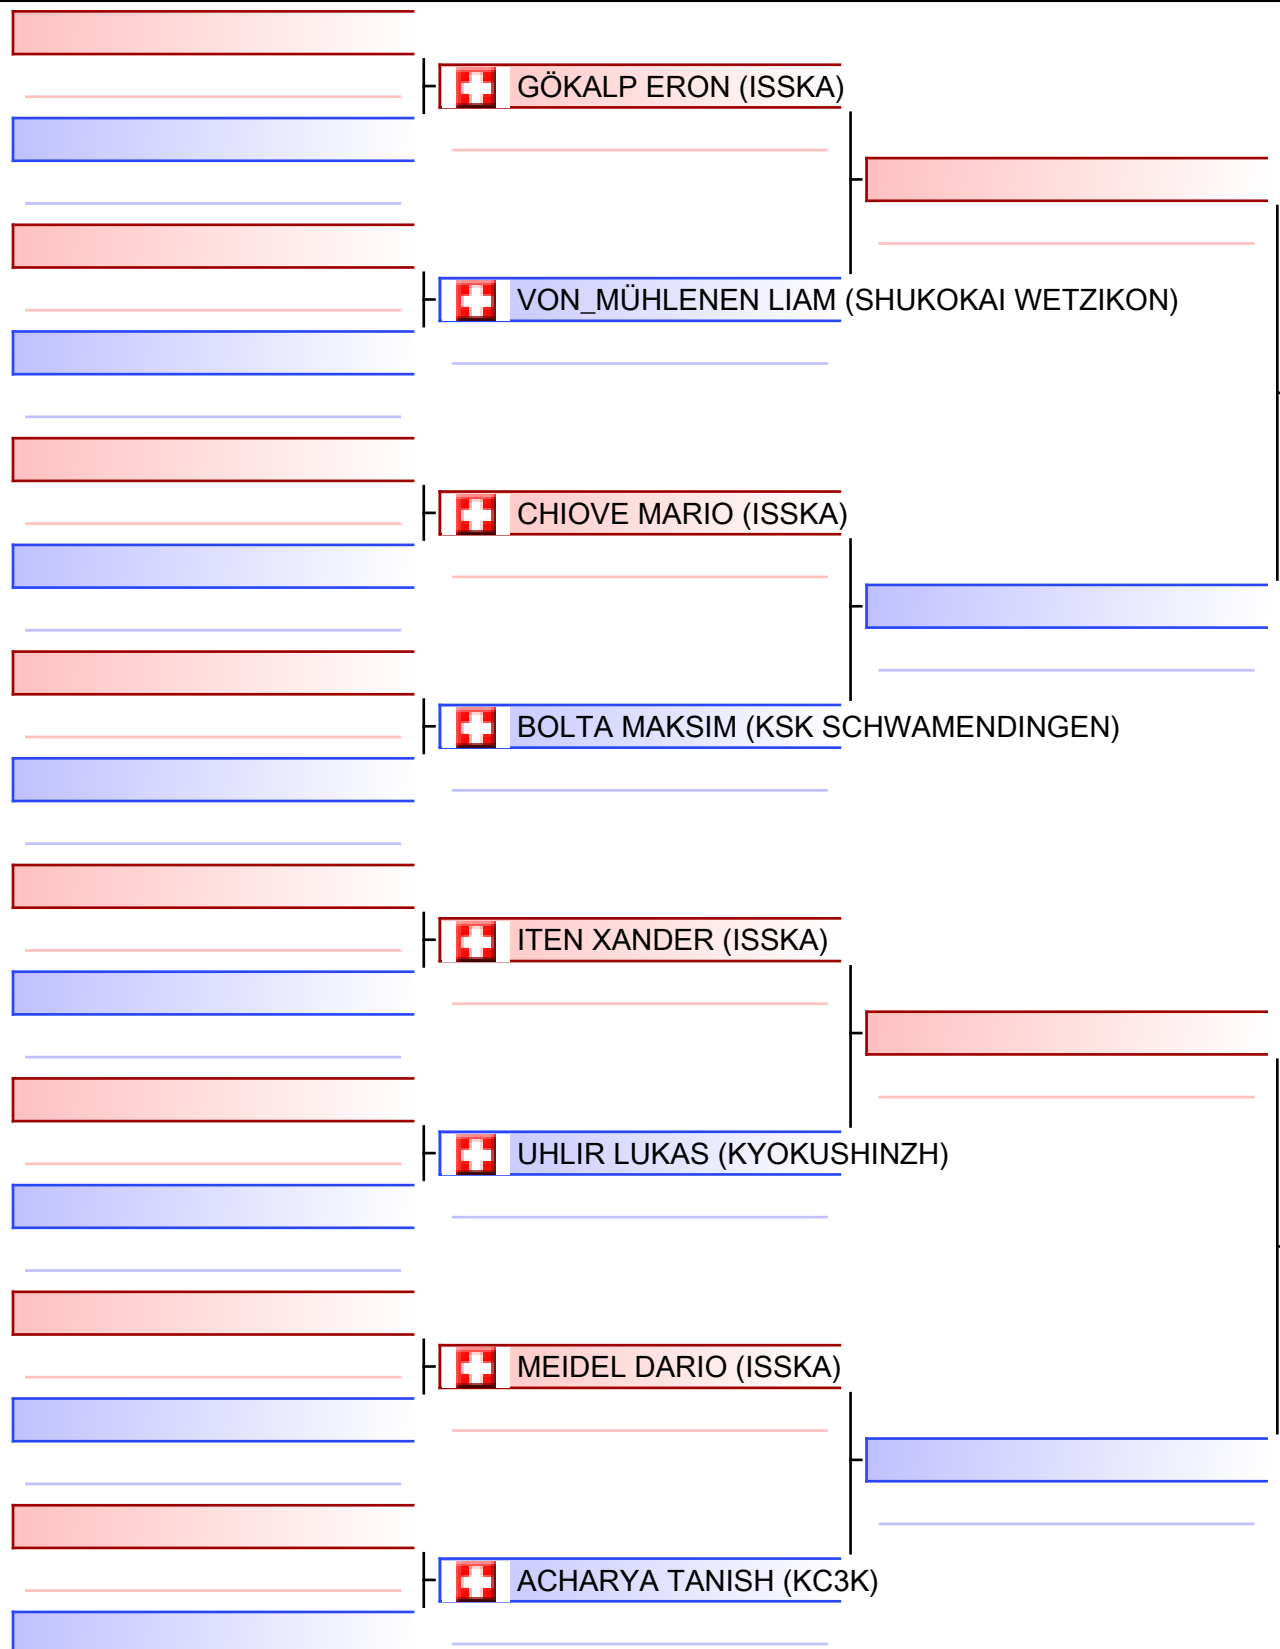 GÖKALP ERON (ISSKA)
VON_MÜHLENEN LIAM (SHUKOKAI WETZIKON)
CHIOVE MARIO (ISSKA)
BOLTA MAKSIM (KSK SCHWAMENDINGEN)
ITEN XANDER (ISSKA)
UHLIR LUKAS (KYOKUSHINZH)
MEIDEL DARIO (ISSKA)
ACHARYA TANISH (KC3K)